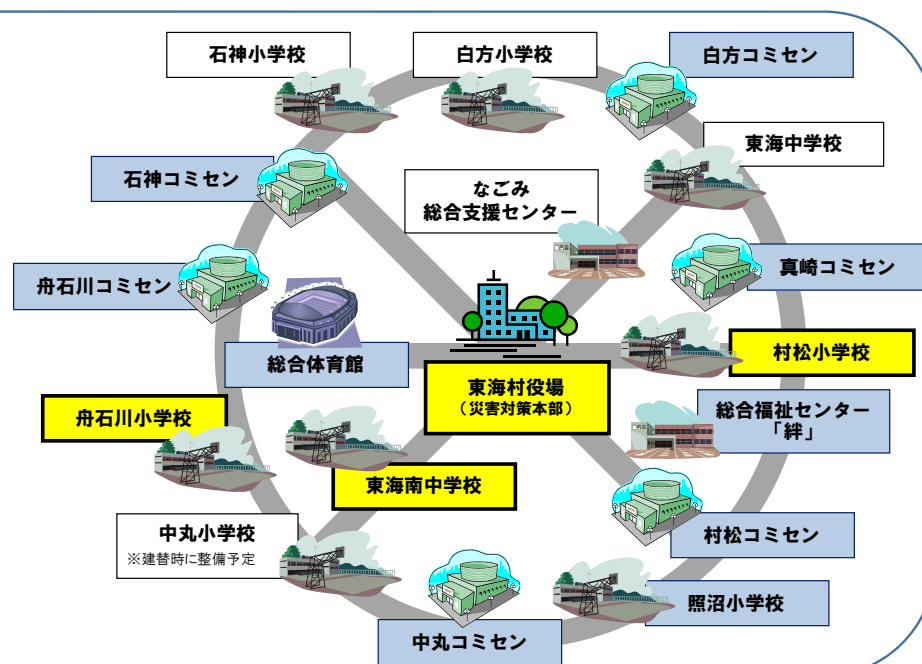 石神小学校
白方小学校
白方コミセン
東海中学校
石神コミセン
なごみ
総合支援センター
舟石川コミセン
真崎コミセン
総合体育館
東海村役場
（災害対策本部）
村松小学校
舟石川小学校
総合福祉センター
「絆」
東海南中学校
中丸小学校
※建替時に整備予定
村松コミセン
照沼小学校
中丸コミセン